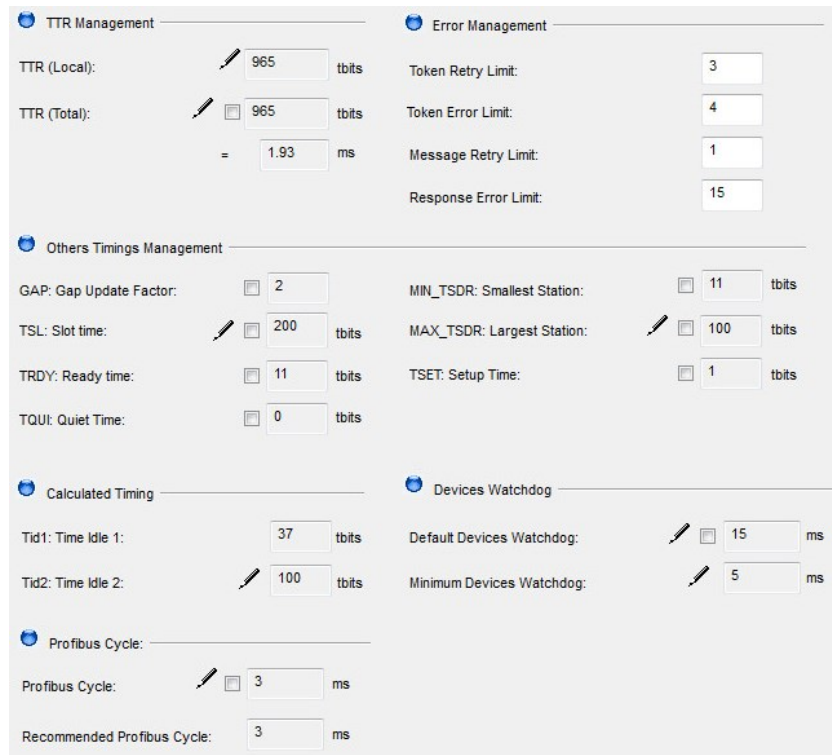 TTR Management
TTR (Local): 965 tbits
TTR (Total): 965 tbits
= 1.93 ms
Error Management
Token Retry Limit: 3
Token Error Limit: 4
Message Retry Limit: 1
Response Error Limit: 15
Others Timings Management
GAP: Gap Update Factor: 2
TSL: Slot time: 200 tbits
TRDY: Ready time: 11 tbits
TQUI: Quiet Time: 0 tbits
MIN_TSDR: Smallest Station: 11 tbits
MAX_TSDR: Largest Station: 100 tbits
TSET: Setup Time: 1 tbits
Calculated Timing
Tid1: Time Idle 1: 37 tbits
Tid2: Time Idle 2: 100 tbits
Devices Watchdog
Default Devices Watchdog: 15 ms
Minimum Devices Watchdog: 5 ms
Profibus Cycle:
Profibus Cycle: 3 ms
Recommended Profibus Cycle: 3 ms